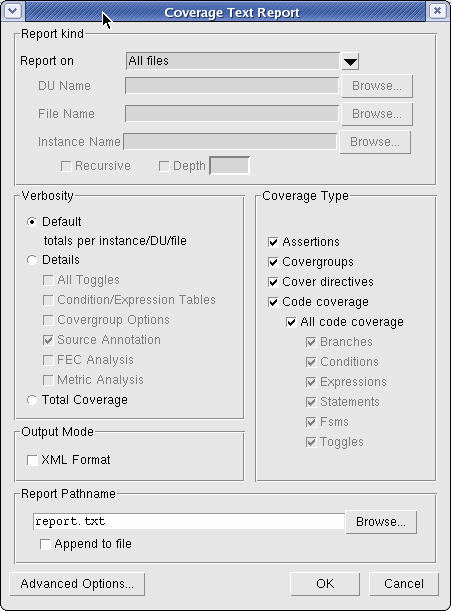 Coverage Text Report
Report kind
Report on All files
DU Name Browse...
File Name Browse...
Instance Name Browse...
Recursive Depth
Verbosity
Default
totals per instance/DU/file
Details
All Toggles
Condition/Expression Tables
Covergroup Options
Source Annotation
FEC Analysis
Metric Analysis
Total Coverage
Coverage Type
Assertions
Covergroups
Cover directives
Code coverage
All code coverage
Branches
Conditions
Expressions
Statements
Fsms
Toggles
Output Mode
XML Format
Report Pathname
report.txt Browse...
Append to file
Advanced Options... OK Cancel